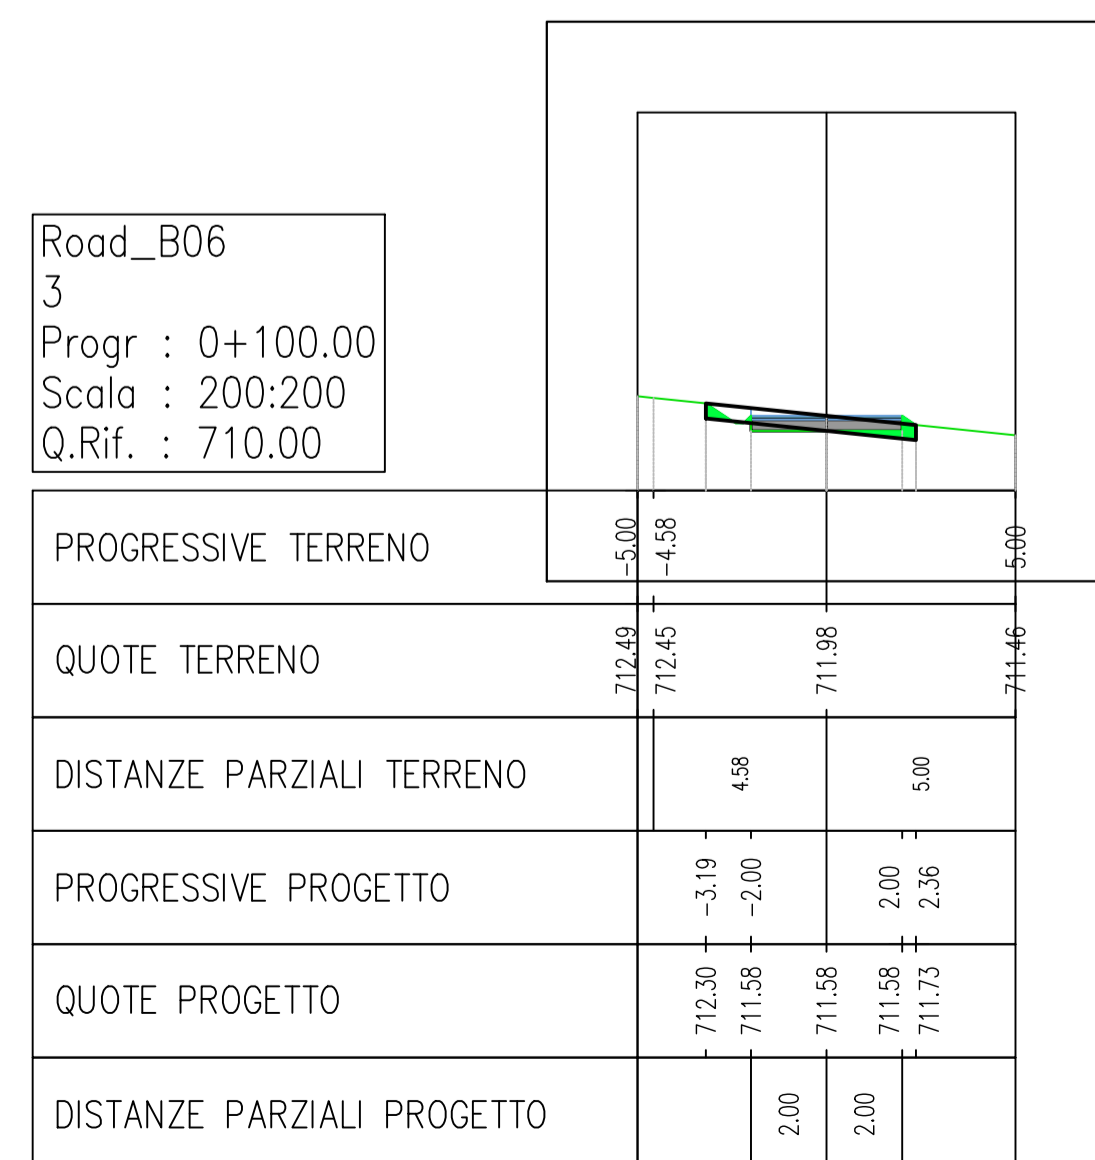 Road_B06
3
Progr : 0+100.00
Scala : 200:200
Q.Rif. : 710.00
PROGRESSIVE TERRENO -5.00 -4.58 5.00
QUOTE TERRENO 712.49 712.45 711.98 711.46
DISTANZE PARZIALI TERRENO 4.58 5.00
PROGRESSIVE PROGETTO -3.19 -2.00 2.00 2.36
QUOTE PROGETTO 712.30 711.58 711.58 711.58 711.73
DISTANZE PARZIALI PROGETTO 2.00 2.00